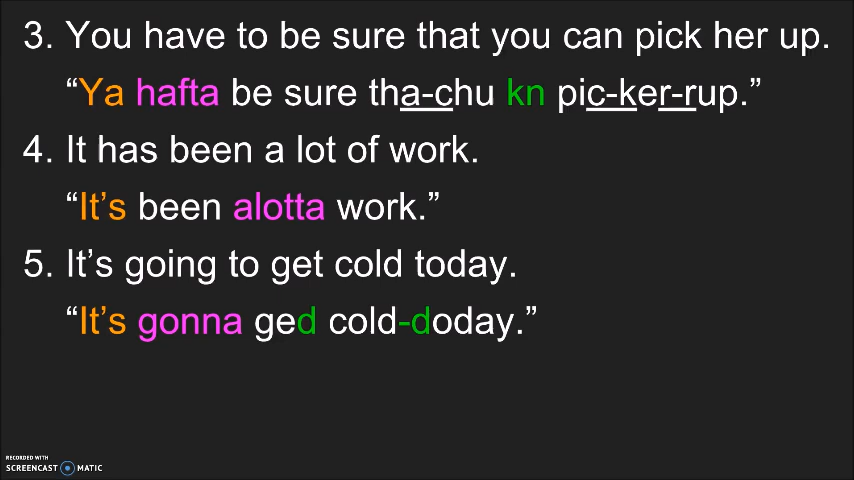 3. You have to be sure that you can pick her up.
“Ya hafta be sure tha-chu kn pic-ker-rup.”
4. It has been a lot of work.
“It’s been alotta work.”
5. It’s going to get cold today.
“It’s gonna ged cold-doday.”
RECORDED WITH
SCREENCAST MATIC